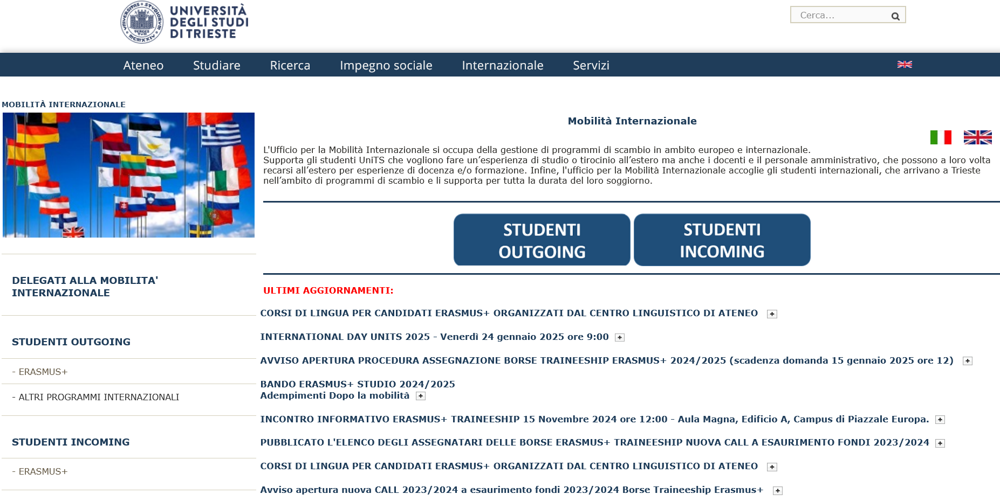 UNIVERSITÀ
DEGLI STUDI
DI TRIESTE
Cerca...
Ateneo Studiare Ricerca Impegno sociale Internazionale Servizi
MOBILITÀ INTERNAZIONALE
DELEGATI ALLA MOBILITA'
INTERNAZIONALE
STUDENTI OUTGOING
- ERASMUS+
- ALTRI PROGRAMMI INTERNAZIONALI
STUDENTI INCOMING
- ERASMUS+
Mobilità Internazionale
L'Ufficio per la Mobilità Internazionale si occupa della gestione di programmi di scambio in ambito europeo e internazionale.
Supporta gli studenti UniTS che vogliono fare un’esperienza di studio o tirocinio all’estero ma anche i docenti e il personale amministrativo, che possono a loro volta
recarsi all’estero per esperienze di docenza e/o formazione. Infine, l'ufficio per la Mobilità Internazionale accoglie gli studenti internazionali, che arrivano a Trieste
nell’ambito di programmi di scambio e li supporta per tutta la durata del loro soggiorno.
STUDENTI
OUTGOING
STUDENTI
INCOMING
ULTIMI AGGIORNAMENTI:
CORSI DI LINGUA PER CANDIDATI ERASMUS+ ORGANIZZATI DAL CENTRO LINGUISTICO DI ATENEO
INTERNATIONAL DAY UNITS 2025 - Venerdì 24 gennaio 2025 ore 9:00
AVVISO APERTURA PROCEDURA ASSEGNAZIONE BORSE TRAINEESHIP ERASMUS+ 2024/2025 (scadenza domanda 15 gennaio 2025 ore 12)
BANDO ERASMUS+ STUDIO 2024/2025
Adempimenti Dopo la mobilità
INCONTRO INFORMATIVO ERASMUS+ TRAINEESHIP 15 Novembre 2024 ore 12:00 - Aula Magna, Edificio A, Campus di Piazzale Europa.
PUBBLICATO L'ELENCO DEGLI ASSEGNATARI DELLE BORSE ERASMUS+ TRAINEESHIP NUOVA CALL A ESAURIMENTO FONDI 2023/2024
CORSI DI LINGUA PER CANDIDATI ERASMUS+ ORGANIZZATI DAL CENTRO LINGUISTICO DI ATENEO
Avviso apertura nuova CALL 2023/2024 a esaurimento fondi 2023/2024 Borse Traineeship Erasmus+